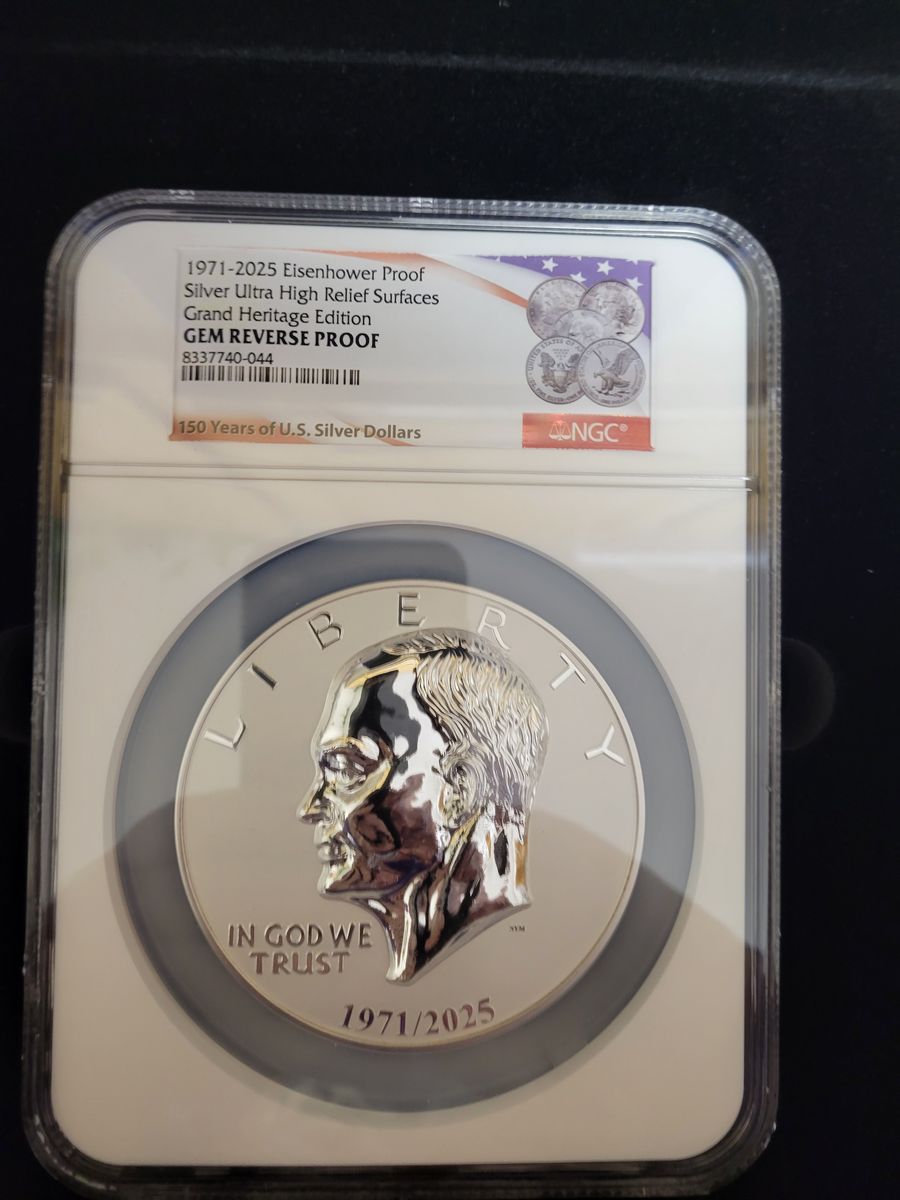 1971-2025 Eisenhower Proof
Silver Ultra High Relief Surfaces
Grand Heritage Edition
GEM REVERSE PROOF
8337740-044
150 Years of U.S. Silver Dollars
NGC®
LIBERTY
IN GOD WE
TRUST
NYM
1971/2025